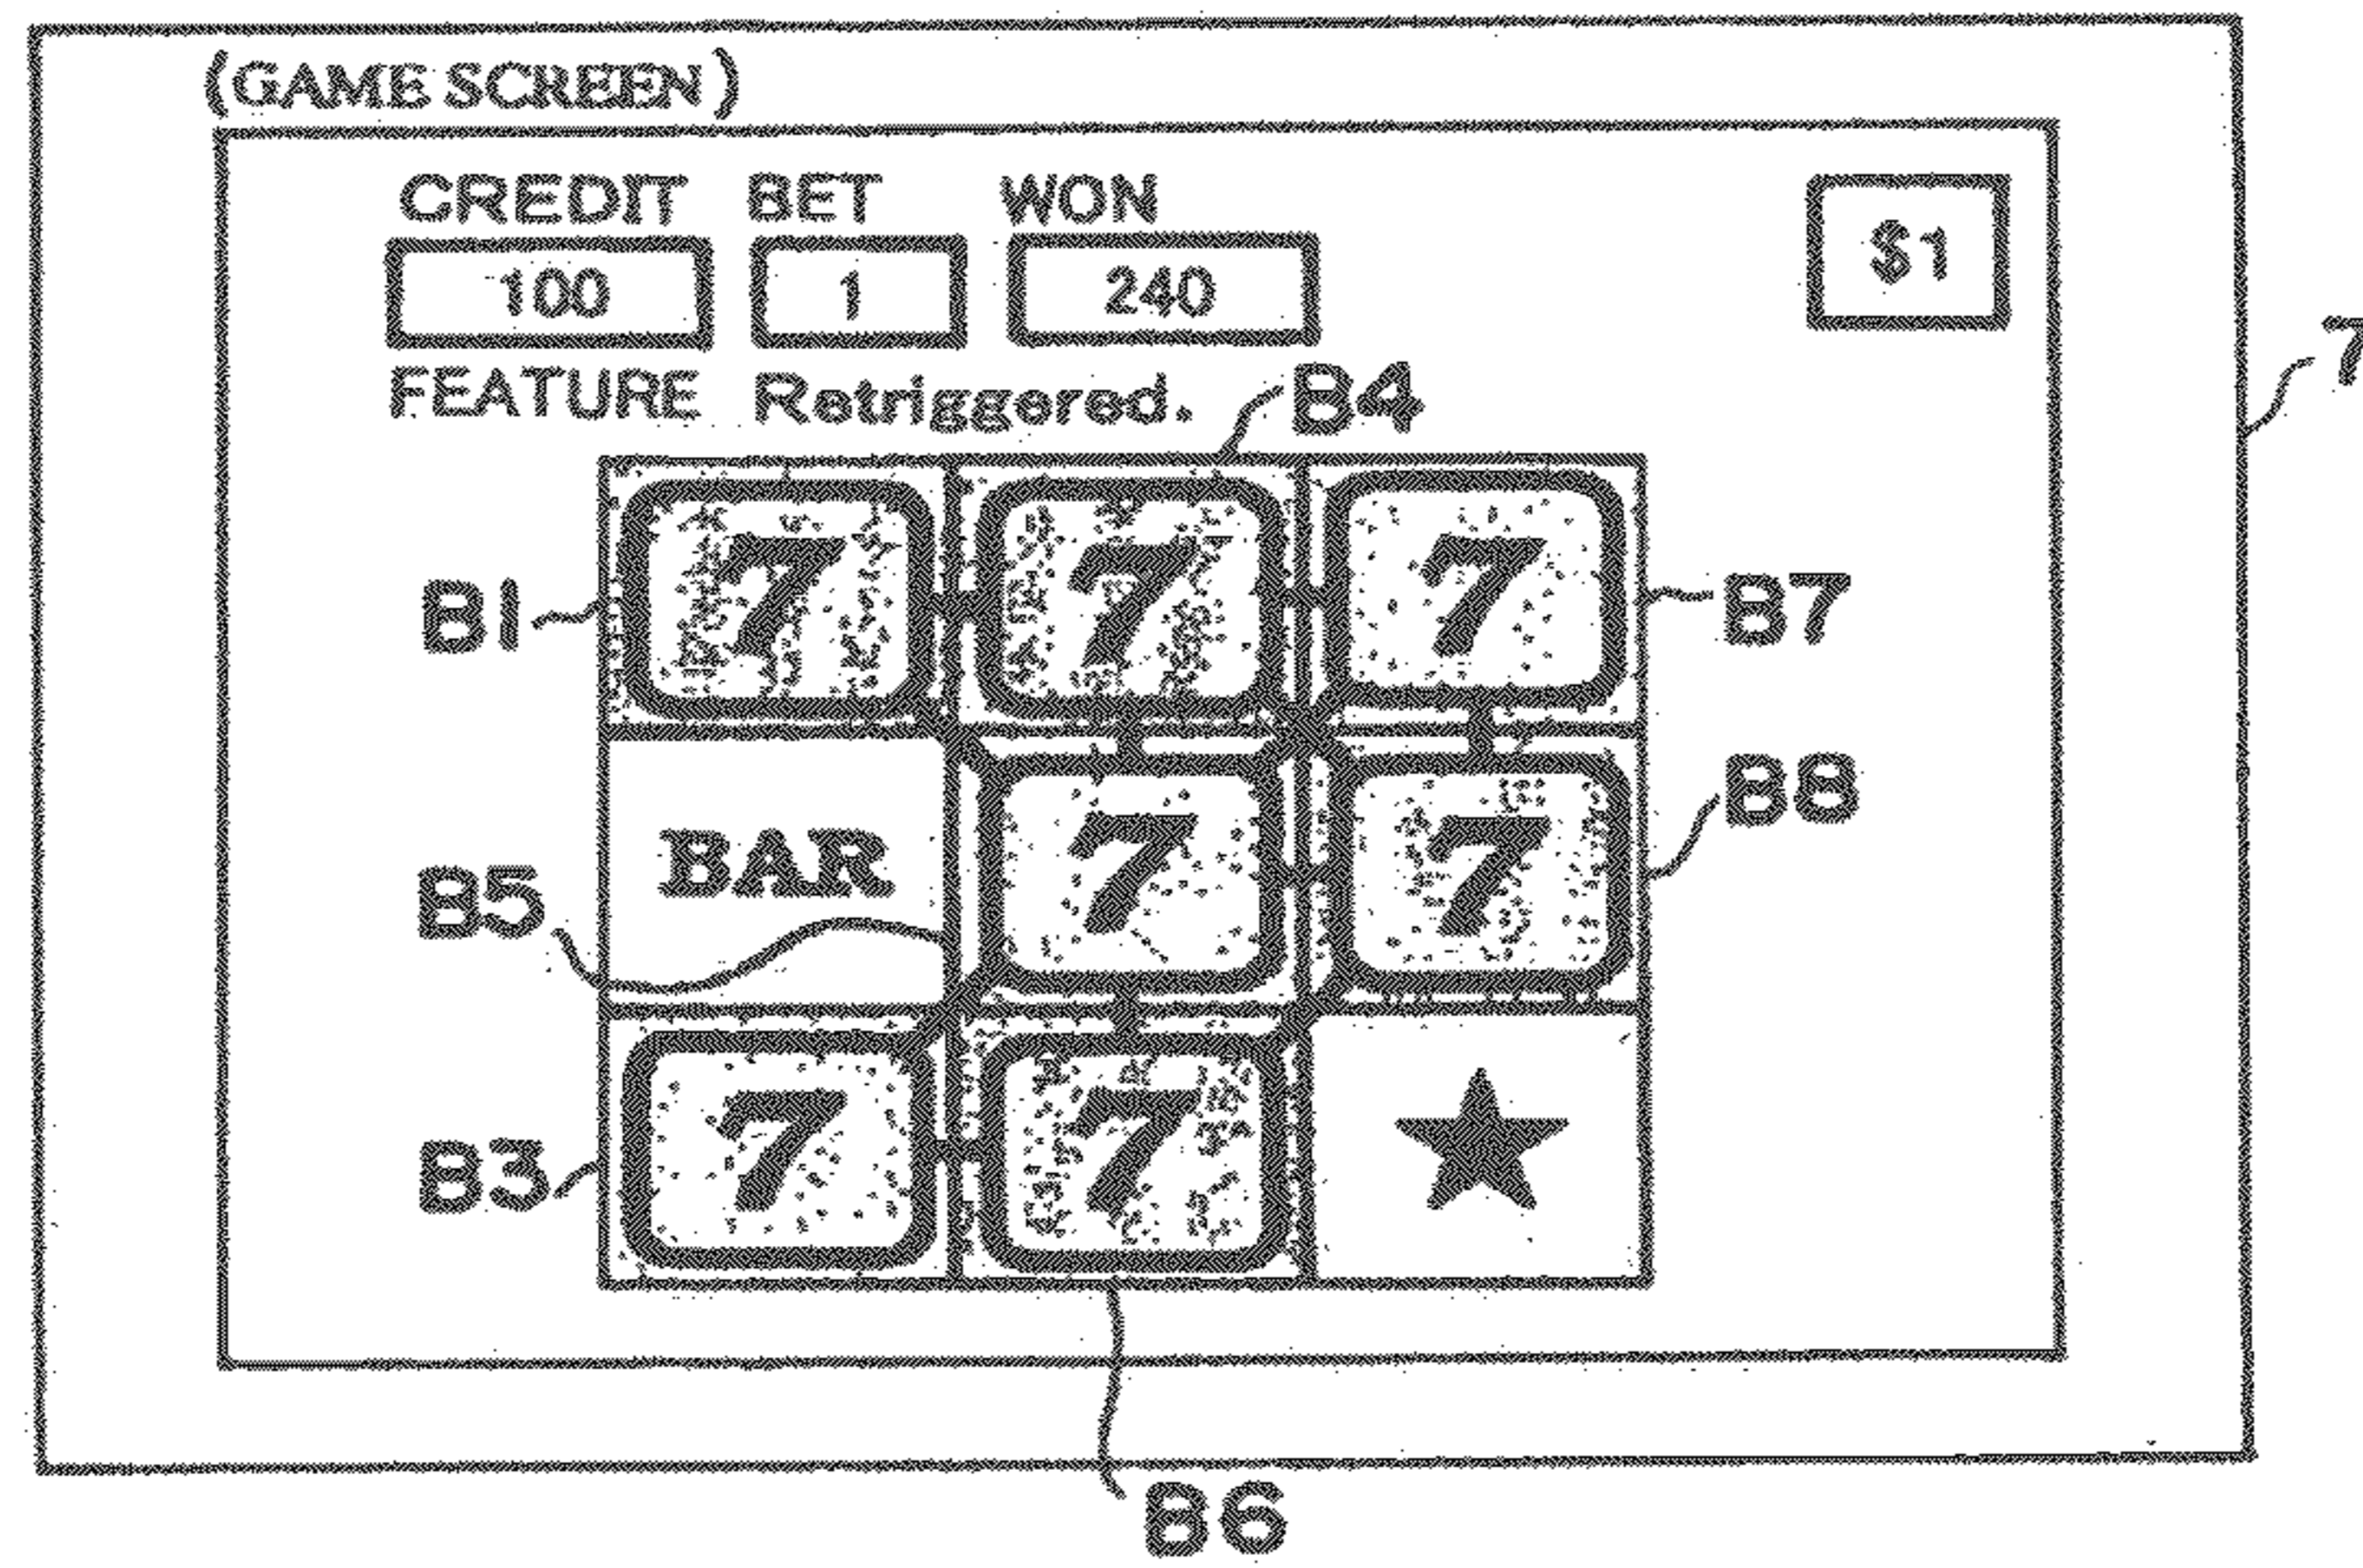 (GAME SCREEN)
CREDIT BET WON
100 1 240 $1
7
FEATURE Retriggered. B4
B1 7 7 7 B7
B8
BAR 7 7
B5
B3 7 7
B6